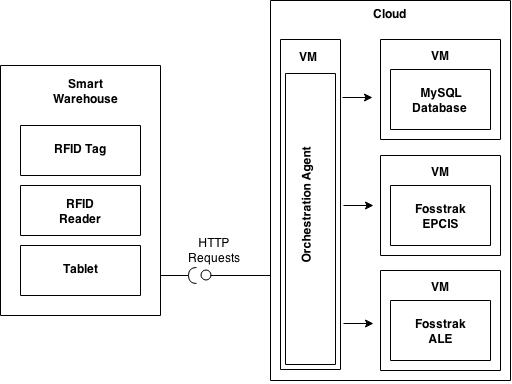 Smart
Warehouse
RFID Tag
RFID
Reader
Tablet
HTTP
Requests
Cloud
VM
Orchestration Agent
VM
MySQL
Database
VM
Fosstrak
EPCIS
VM
Fosstrak
ALE